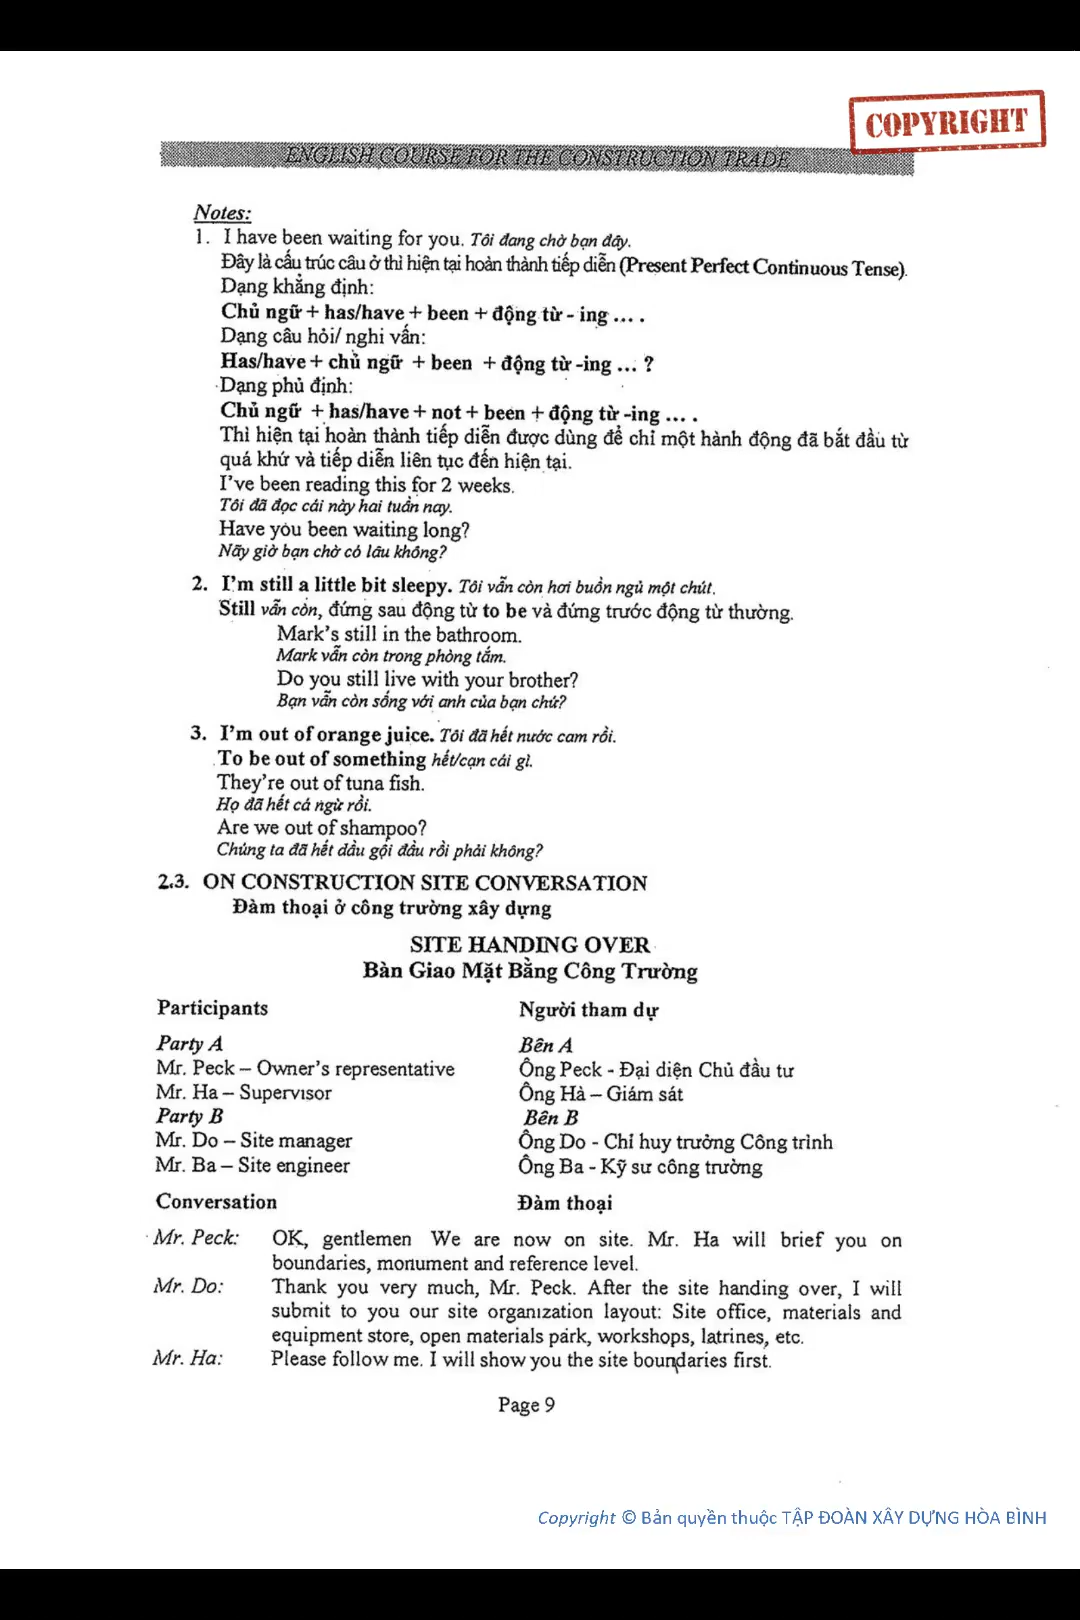 COPYRIGHT
ENGLISH COURSE FOR THE CONSTRUCTION TRADE
Notes:
1. I have been waiting for you. Tôi đang chờ bạn đây.
Đây là cấu trúc câu ở thì hiện tại hoàn thành tiếp diễn (Present Perfect Continuous Tense).
Dạng khẳng định:
Chủ ngữ + has/have + been + động từ - ing ... .
Dạng câu hỏi/ nghi vấn:
Has/have + chủ ngữ + been + động từ -ing ... ?
Dạng phủ định:
Chủ ngữ + has/have + not + been + động từ -ing ... .
Thì hiện tại hoàn thành tiếp diễn được dùng để chỉ một hành động đã bắt đầu từ
quá khứ và tiếp diễn liên tục đến hiện tại.
I've been reading this for 2 weeks.
Tôi đã đọc cái này hai tuần nay.
Have you been waiting long?
Nãy giờ bạn chờ có lâu không?
2. I'm still a little bit sleepy. Tôi vẫn còn hơi buồn ngủ một chút.
Still vẫn còn, đứng sau động từ to be và đứng trước động từ thường.
Mark's still in the bathroom.
Mark vẫn còn trong phòng tắm.
Do you still live with your brother?
Bạn vẫn còn sống với anh của bạn chứ?
3. I'm out of orange juice. Tôi đã hết nước cam rồi.
To be out of something hết/cạn cái gì.
They're out of tuna fish.
Họ đã hết cá ngừ rồi.
Are we out of shampoo?
Chúng ta đã hết dầu gội đầu rồi phải không?
2.3. ON CONSTRUCTION SITE CONVERSATION
Đàm thoại ở công trường xây dựng
SITE HANDING OVER
Bàn Giao Mặt Bằng Công Trường
Participants Người tham dự
Party A Bên A
Mr. Peck – Owner's representative Ông Peck - Đại diện Chủ đầu tư
Mr. Ha – Supervisor Ông Hà – Giám sát
Party B Bên B
Mr. Do – Site manager Ông Do - Chỉ huy trưởng Công trình
Mr. Ba – Site engineer Ông Ba - Kỹ sư công trường
Conversation Đàm thoại
Mr. Peck: OK, gentlemen We are now on site. Mr. Ha will brief you on
boundaries, monument and reference level.
Mr. Do: Thank you very much, Mr. Peck. After the site handing over, I will
submit to you our site organization layout: Site office, materials and
equipment store, open materials park, workshops, latrines, etc.
Mr. Ha: Please follow me. I will show you the site boundaries first.
Page 9
Copyright © Bản quyền thuộc TẬP ĐOÀN XÂY DỰNG HÒA BÌNH